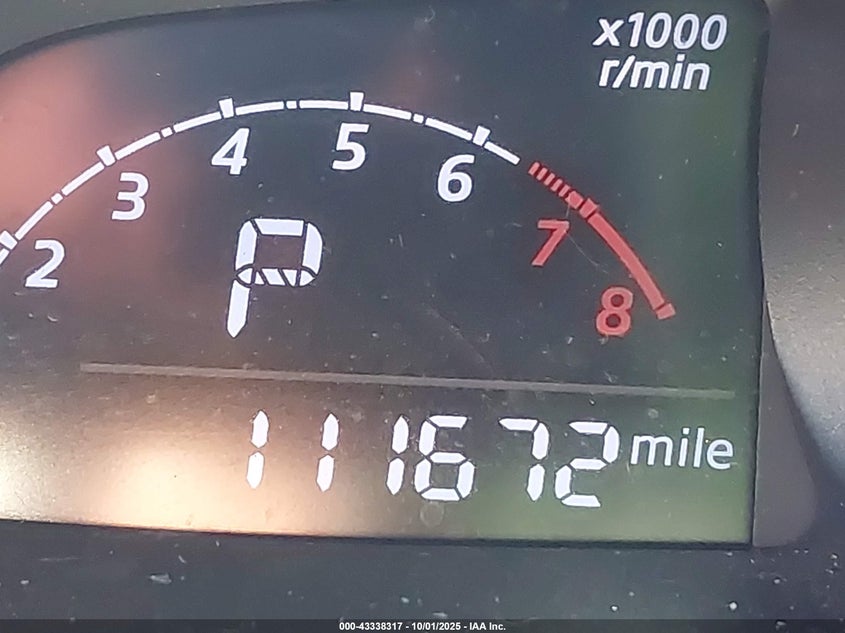 x1000
r/min
2 3 4 5 6 7 8
P
111672 mile
000-43338317 - 10/01/2025 - IAA Inc.